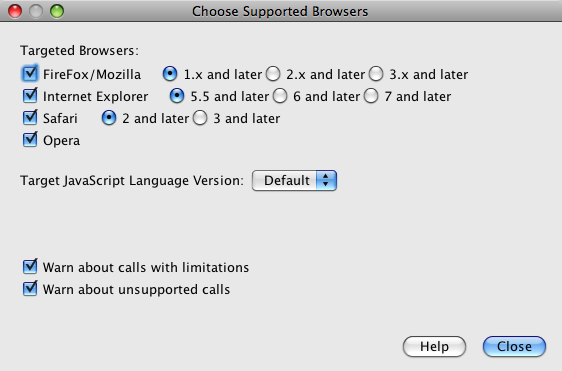 Choose Supported Browsers
Targeted Browsers:
FireFox/Mozilla 1.x and later 2.x and later 3.x and later
Internet Explorer 5.5 and later 6 and later 7 and later
Safari 2 and later 3 and later
Opera
Target JavaScript Language Version: Default
Warn about calls with limitations
Warn about unsupported calls
Help Close